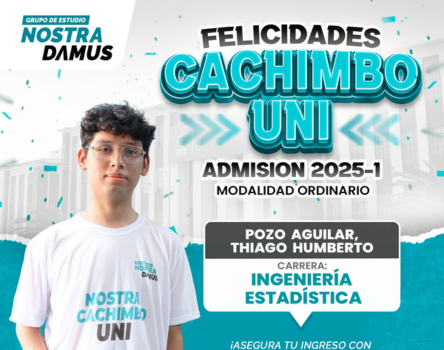 GRUPO DE ESTUDIO
NOSTRA
DAMUS
FELICIDADES
CACHIMBO
UNI
ADMISION 2025-1
MODALIDAD ORDINARIO
POZO AGUILAR,
THIAGO HUMBERTO
CARRERA:
INGENIERÍA
ESTADÍSTICA
NOSTRA
DAMUS
NOSTRA
CACHIMBO
UNI
¡ASEGURA TU INGRESO CON